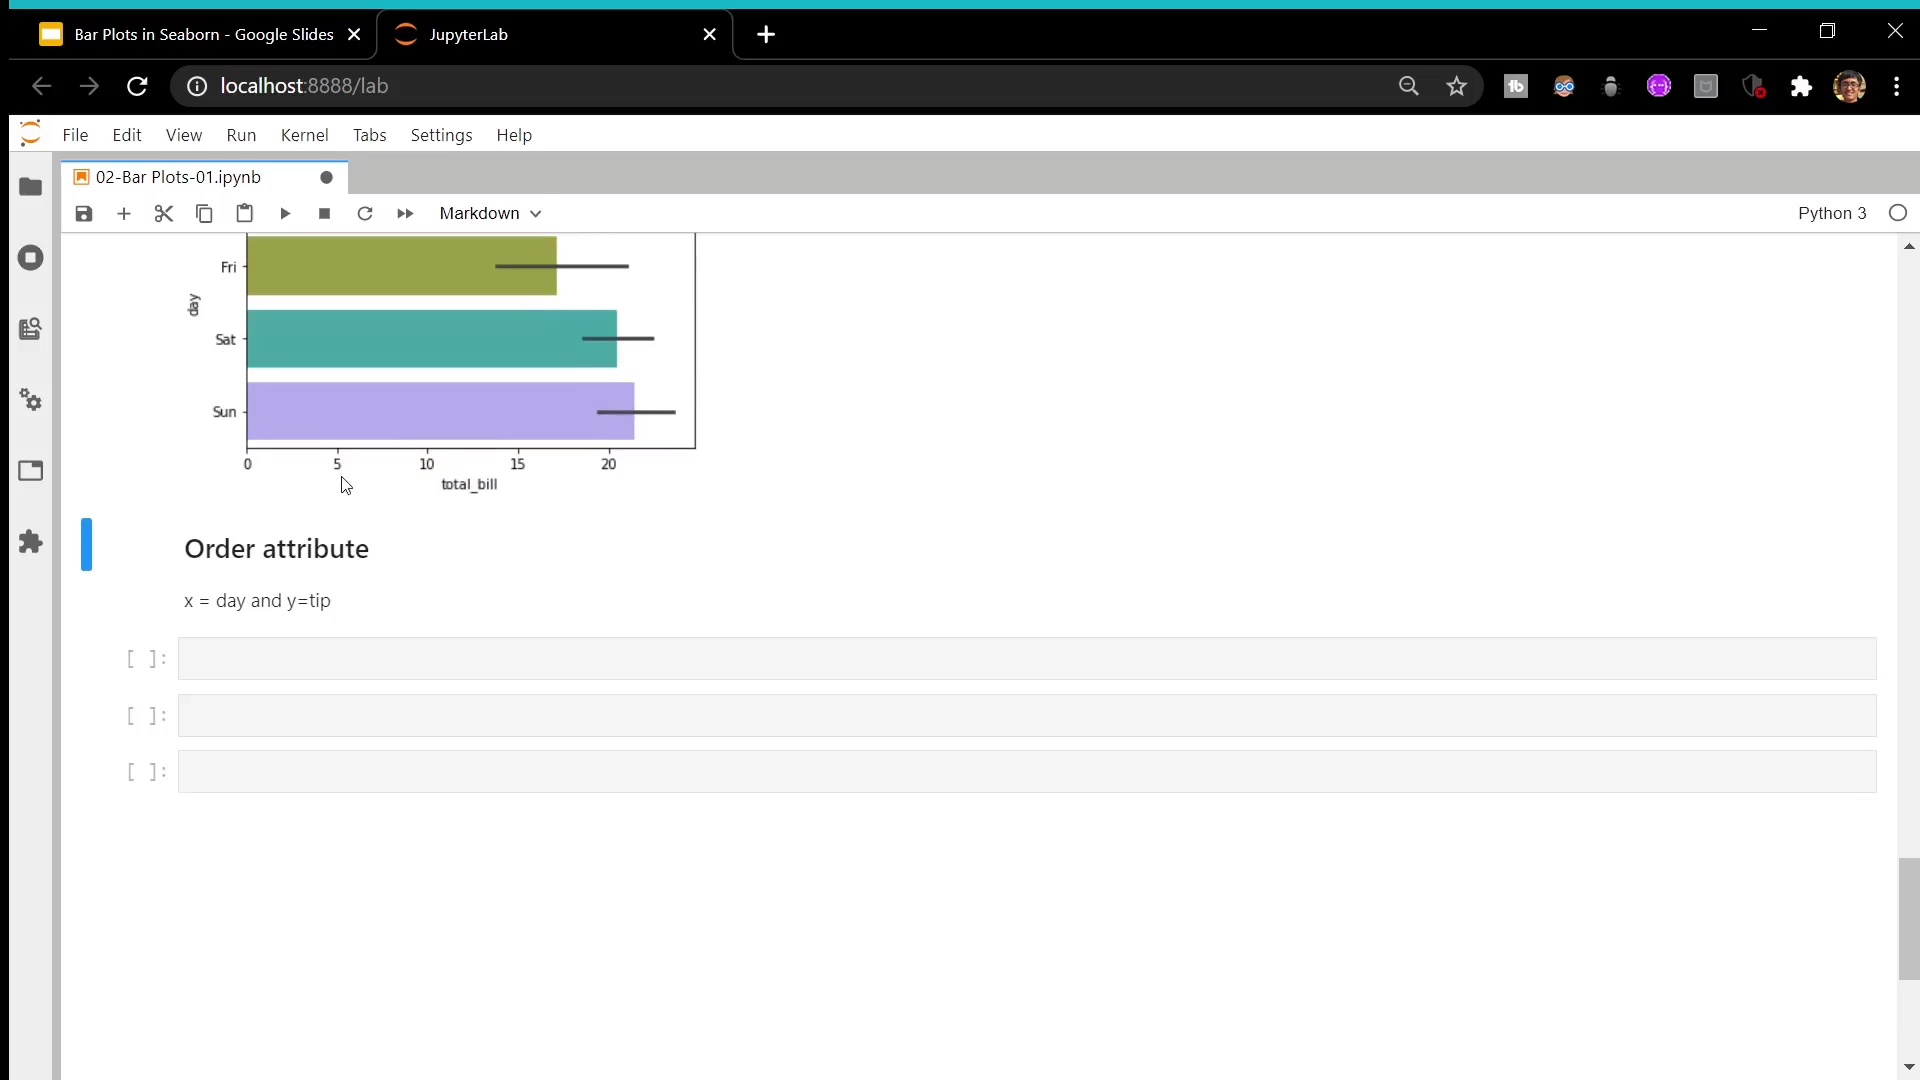 Bar Plots in Seaborn - Google Slides
JupyterLab
localhost:8888/lab
tb
File Edit View Run Kernel Tabs Settings Help
02-Bar Plots-01.ipynb
Markdown
Python 3
Fri
day
Sat
Sun
0 5 10 15 20
total_bill
Order attribute
x = day and y=tip
[ ]:
[ ]:
[ ]: